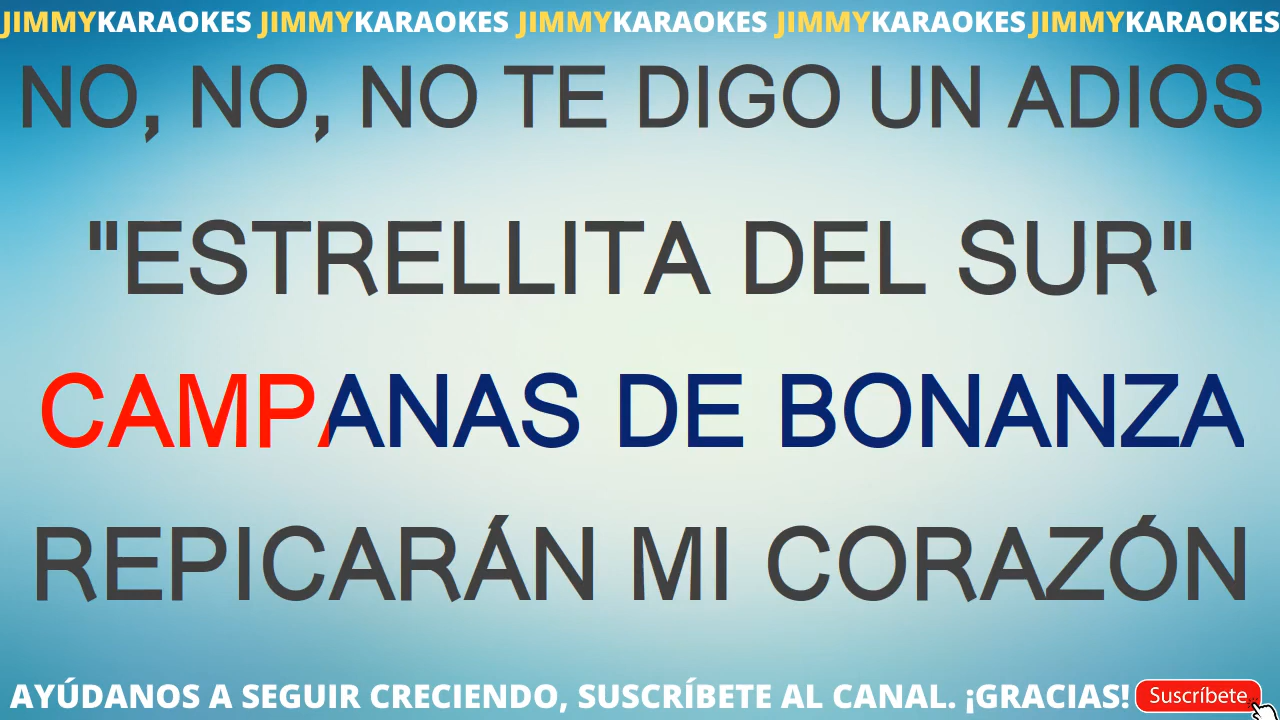 JIMMYKARAOKES JIMMYKARAOKES JIMMYKARAOKES JIMMYKARAOKES JIMMYKARAOKES
NO, NO, NO TE DIGO UN ADIOS
"ESTRELLITA DEL SUR"
CAMPANAS DE BONANZA
REPICARÁN MI CORAZÓN
AYÚDANOS A SEGUIR CRECIENDO, SUSCRÍBETE AL CANAL. ¡GRACIAS! Suscríbete